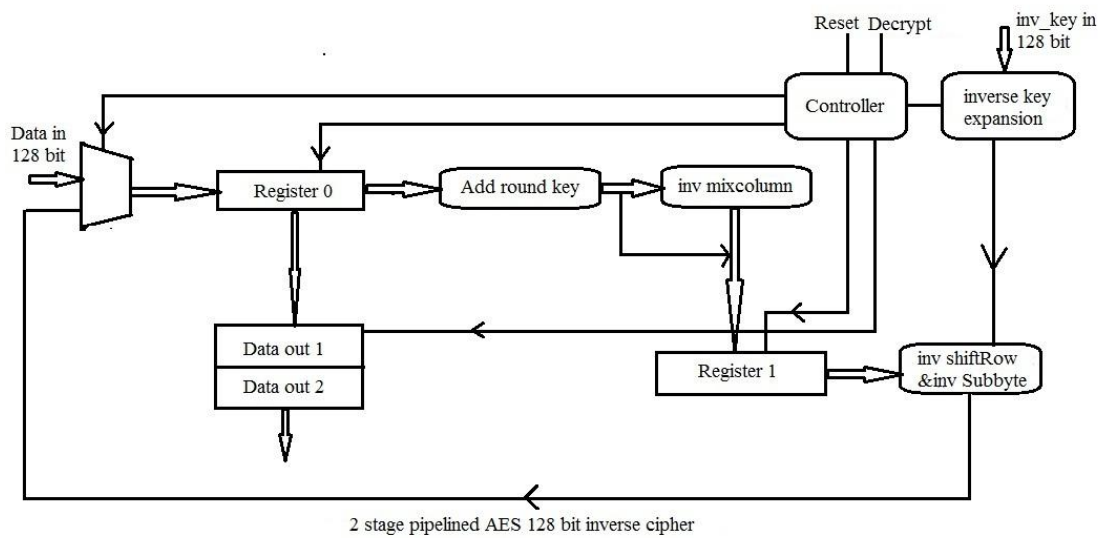 Reset Decrypt
inv_key in
128 bit
Controller
inverse key
expansion
Data in
128 bit
Register 0
Add round key
inv mixcolumn
Data out 1
Data out 2
Register 1
inv shiftRow
&inv Subbyte
2 stage pipelined AES 128 bit inverse cipher